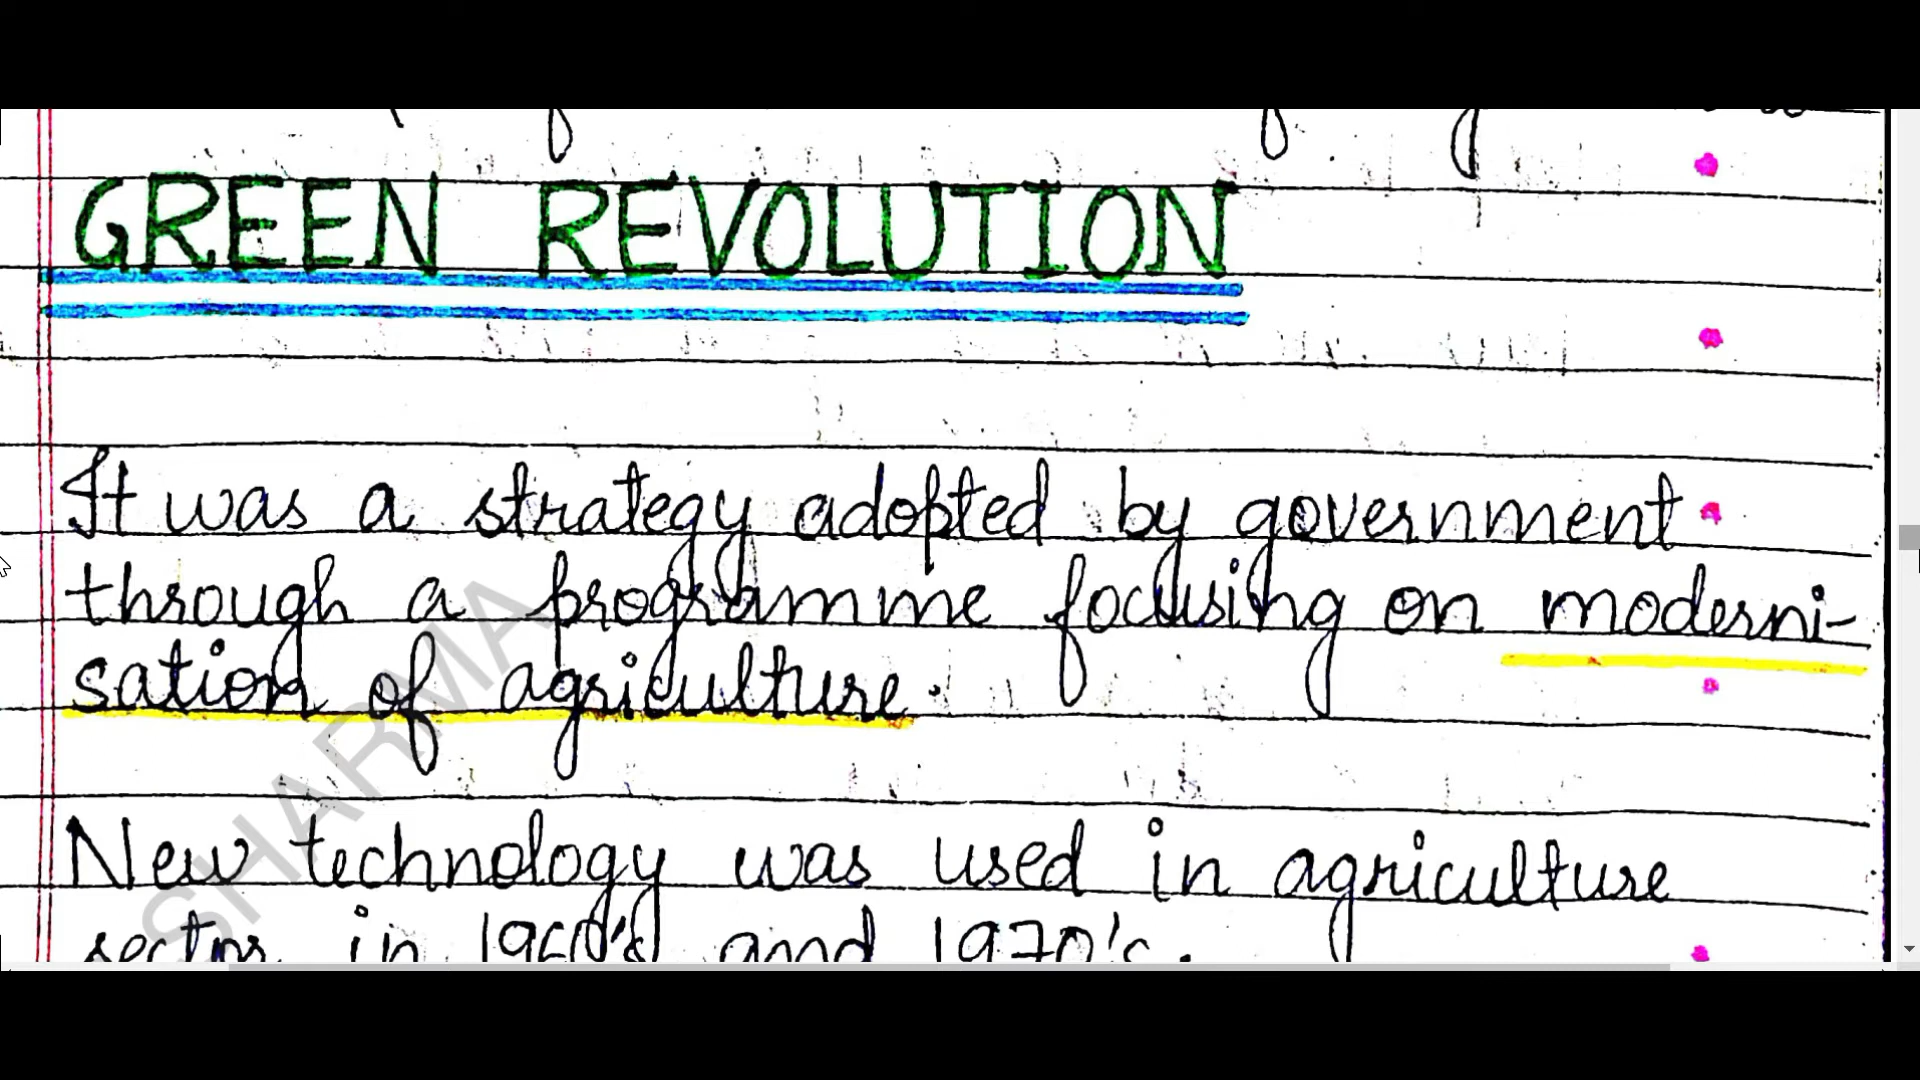 GREEN REVOLUTION
It was a strategy adopted by government
through a programme focusing on moderni-
sation of agriculture.
New technology was used in agriculture
sector in 1960's and 1970's.
SHARMA